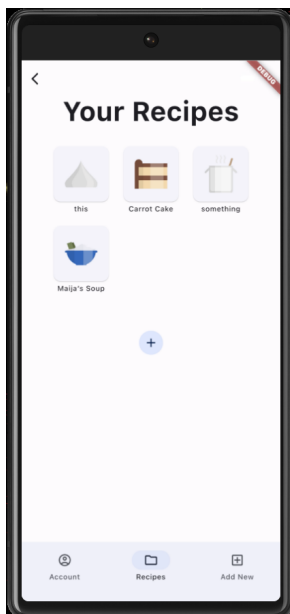 DEBUG
Your Recipes
this Carrot Cake something
Maija's Soup
+
Account Recipes Add New